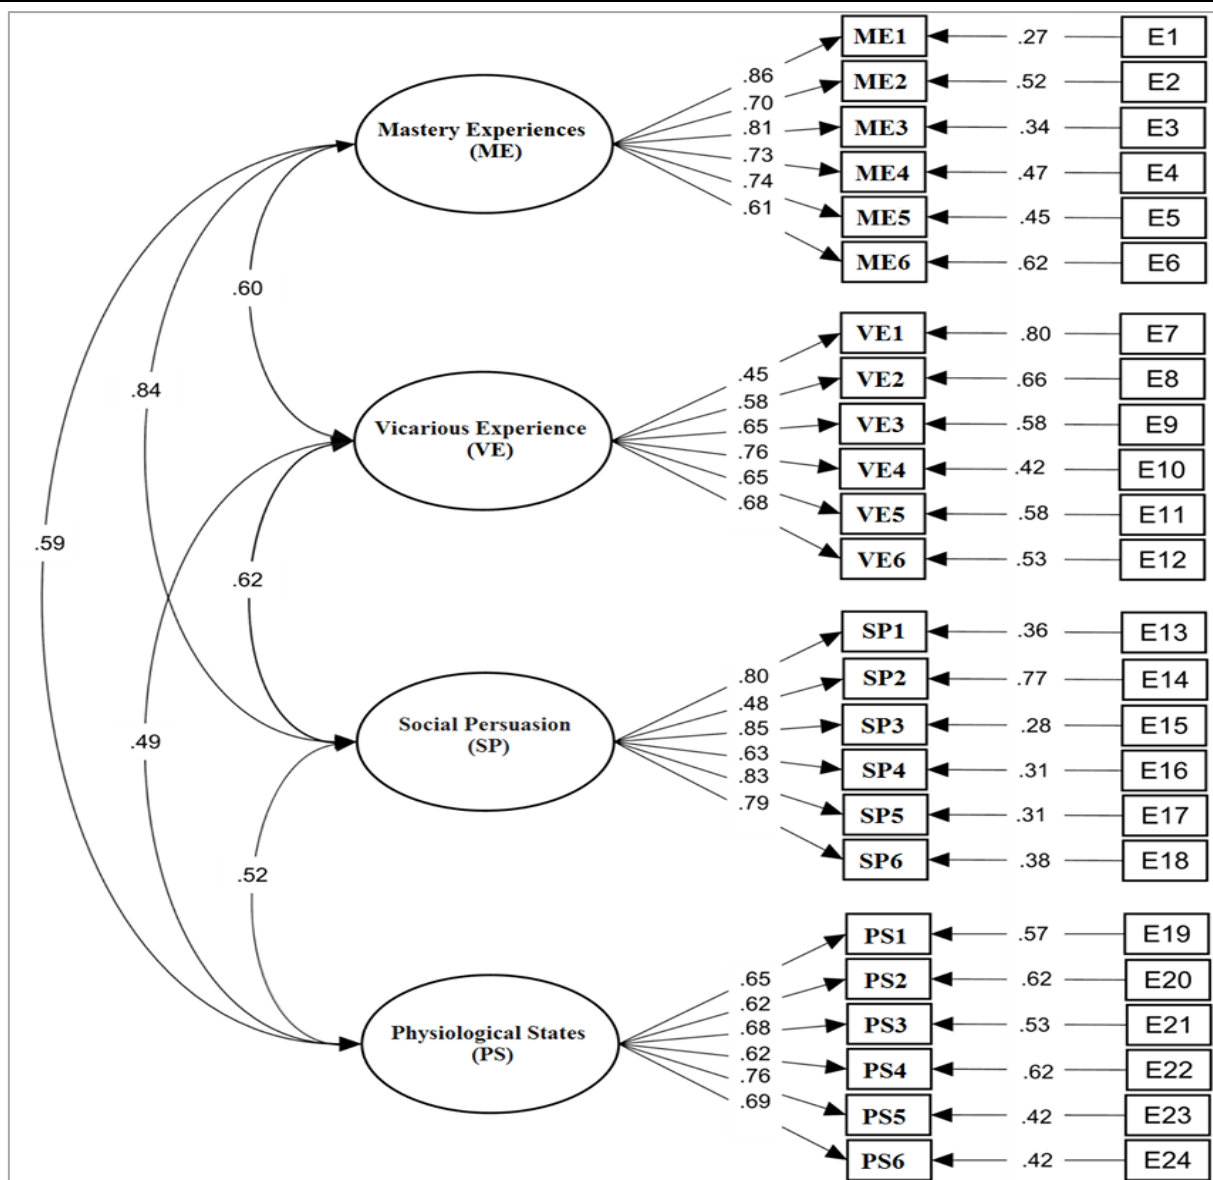 ME1 .27 E1
.86
ME2 .52 E2
.70
Mastery Experiences
(ME)
.81
ME3 .34 E3
.73
ME4 .47 E4
.74
ME5 .45 E5
.61
ME6 .62 E6
.60
VE1 .80 E7
.45
VE2 .66 E8
.84
.58
Vicarious Experience
(VE)
.65
VE3 .58 E9
.76
VE4 .42 E10
.65
VE5 .58 E11
.68
VE6 .53 E12
.59
.62
SP1 .36 E13
.80
SP2 .77 E14
.48
Social Persuasion
(SP)
.85
SP3 .28 E15
.49
.63
SP4 .31 E16
.83
SP5 .31 E17
.79
SP6 .38 E18
.52
PS1 .57 E19
.65
PS2 .62 E20
.62
Physiological States
(PS)
.68
PS3 .53 E21
.62
PS4 .62 E22
.76
PS5 .42 E23
.69
PS6 .42 E24